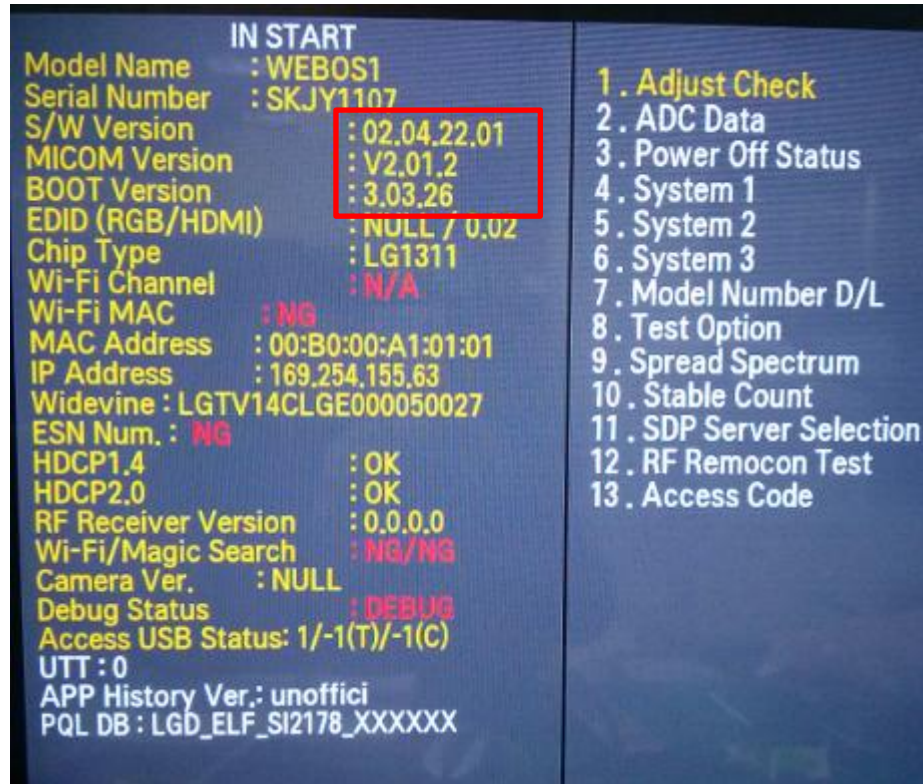 IN START
Model Name : WEBOS1
Serial Number : SKJY1107
S/W Version : 02.04.22.01
MICOM Version : V2.01.2
BOOT Version : 3.03.26
EDID (RGB/HDMI) : NULL / 0.02
Chip Type : LG1311
Wi-Fi Channel : N/A
Wi-Fi MAC : NG
MAC Address : 00:B0:00:A1:01:01
IP Address : 169.254.155.63
Widevine : LGTV14CLGE000050027
ESN Num. : NG
HDCP1.4 : OK
HDCP2.0 : OK
RF Receiver Version : 0.0.0.0
Wi-Fi/Magic Search : NG/NG
Camera Ver. : NULL
Debug Status : DEBUG
Access USB Status: 1/-1(T)/-1(C)
UTT : 0
APP History Ver.: unoffici
PQL DB : LGD_ELF_SI2178_XXXXXX
1 . Adjust Check
2 . ADC Data
3 . Power Off Status
4 . System 1
5 . System 2
6 . System 3
7 . Model Number D/L
8 . Test Option
9 . Spread Spectrum
10 . Stable Count
11 . SDP Server Selection
12 . RF Remocon Test
13 . Access Code